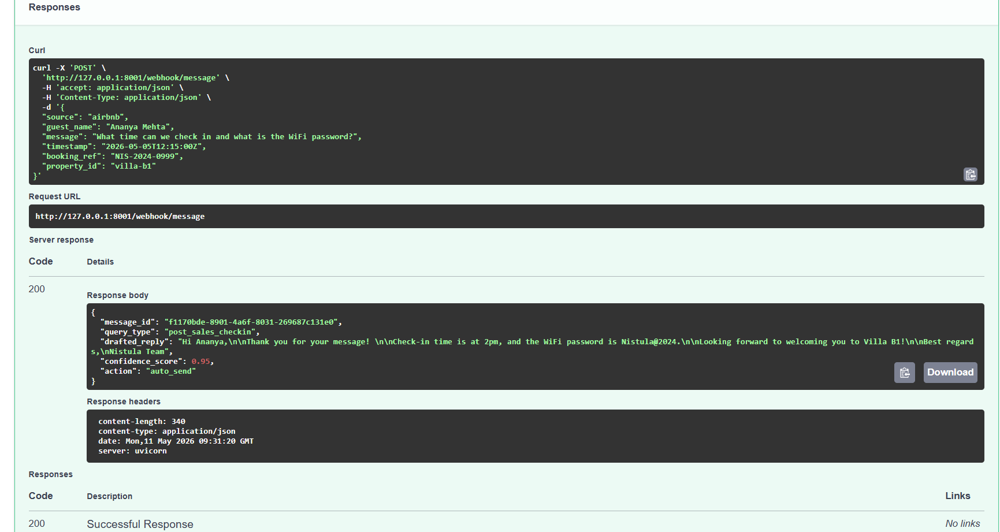 Responses
Curl
curl -X 'POST' \
  'http://127.0.0.1:8001/webhook/message' \
  -H 'accept: application/json' \
  -H 'Content-Type: application/json' \
  -d '{
  "source": "airbnb",
  "guest_name": "Ananya Mehta",
  "message": "What time can we check in and what is the WiFi password?",
  "timestamp": "2026-05-05T12:15:00Z",
  "booking_ref": "NIS-2024-0999",
  "property_id": "villa-b1"
}'
Request URL
http://127.0.0.1:8001/webhook/message
Server response
Code Details
200
Response body
{
  "message_id": "f1170bde-8901-4a6f-8031-269687c131e0",
  "query_type": "post_sales_checkin",
  "drafted_reply": "Hi Ananya,\n\nThank you for your message! \n\nCheck-in time is at 2pm, and the WiFi password is Nistula@2024.\n\nLooking forward to welcoming you to Villa B1!\n\nBest regard
s,\nNistula Team",
  "confidence_score": 0.95,
  "action": "auto_send"
}
Download
Response headers
content-length: 340
content-type: application/json
date: Mon,11 May 2026 09:31:20 GMT
server: uvicorn
Responses
Code Description Links
200 Successful Response No links